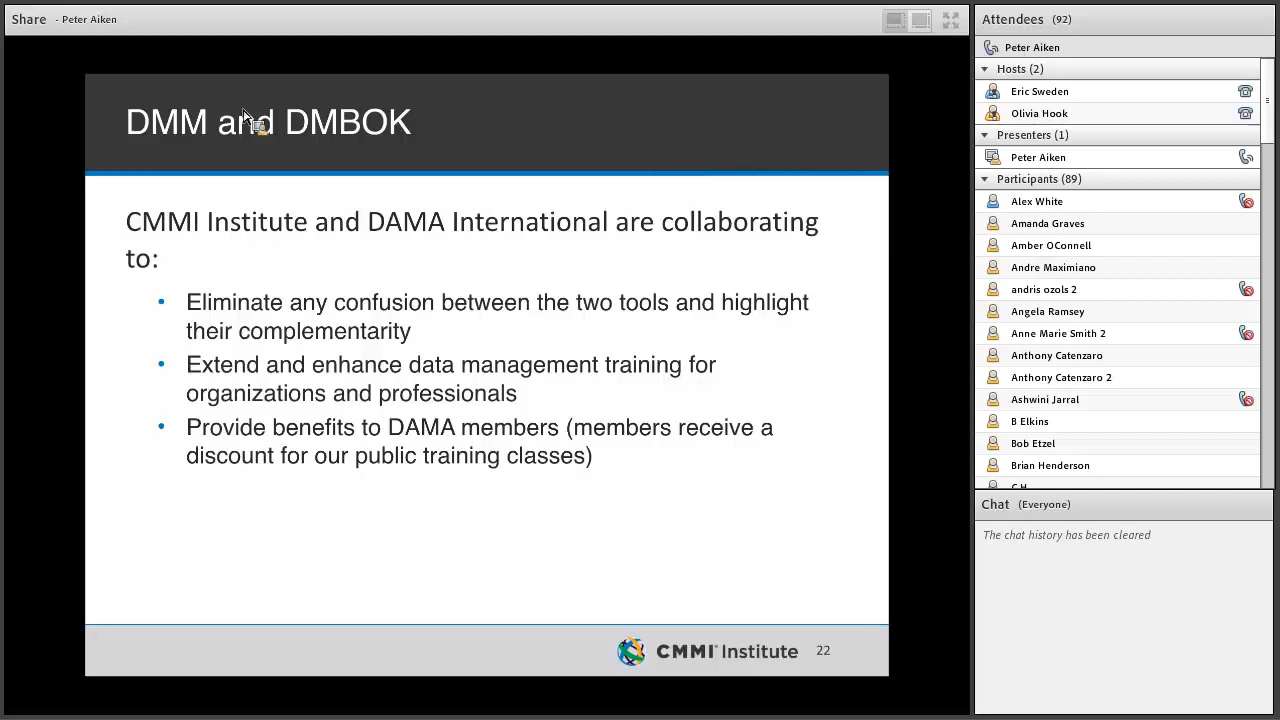 Share - Peter Aiken
DMM and DMBOK
CMMI Institute and DAMA International are collaborating
to:
• Eliminate any confusion between the two tools and highlight
their complementarity
• Extend and enhance data management training for
organizations and professionals
• Provide benefits to DAMA members (members receive a
discount for our public training classes)
CMMI Institute 22
Attendees (92)
Peter Aiken
Hosts (2)
Eric Sweden
Olivia Hook
Presenters (1)
Peter Aiken
Participants (89)
Alex White
Amanda Graves
Amber OConnell
Andre Maximiano
andris ozols 2
Angela Ramsey
Anne Marie Smith 2
Anthony Catenzaro
Anthony Catenzaro 2
Ashwini Jarral
B Elkins
Bob Etzel
Brian Henderson
C H
Chat (Everyone)
The chat history has been cleared